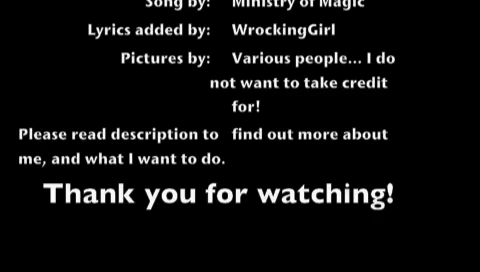 Song by: Ministry of Magic
Lyrics added by: WrockingGirl
Pictures by: Various people... I do
not want to take credit
for!
Please read description to find out more about
me, and what I want to do.
Thank you for watching!